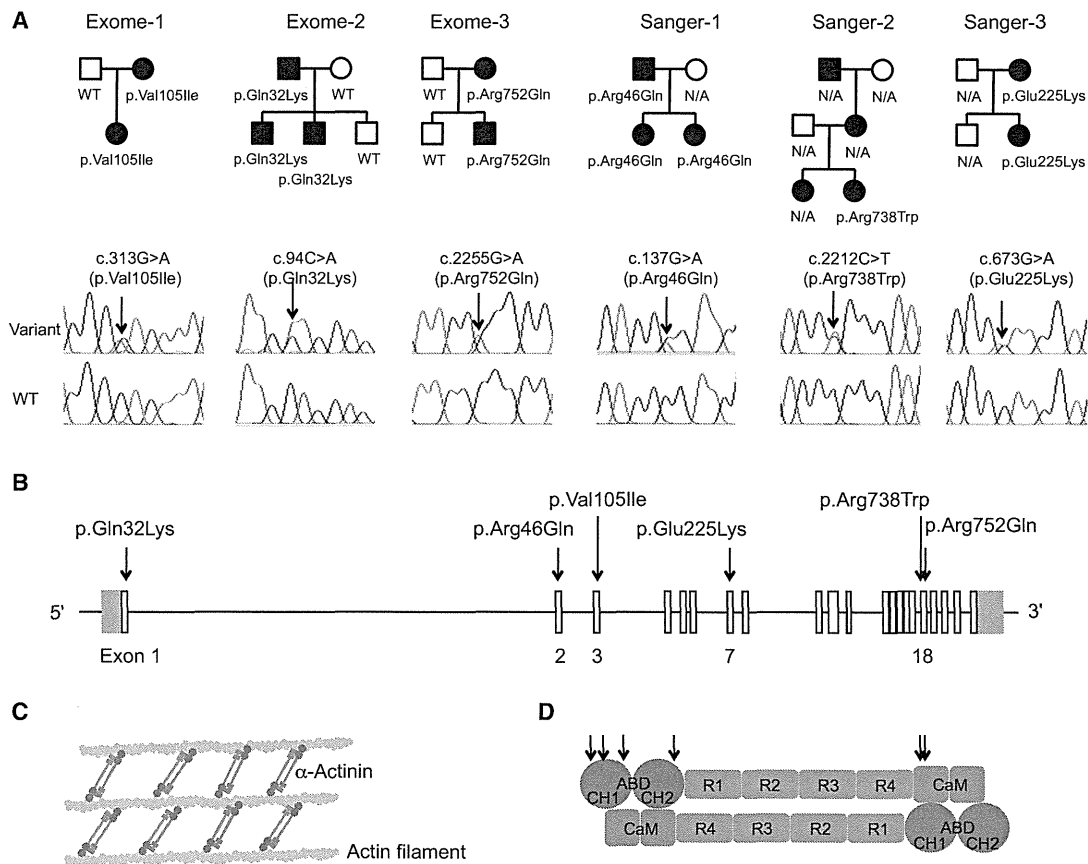 A
Exome-1 Exome-2 Exome-3 Sanger-1 Sanger-2 Sanger-3
WT p.Val105Ile
p.Val105Ile
p.Gln32Lys WT
p.Gln32Lys p.Gln32Lys WT
WT p.Arg752Gln
WT p.Arg752Gln
p.Arg46Gln N/A
p.Arg46Gln p.Arg46Gln
N/A N/A
N/A N/A
N/A p.Arg738Trp
N/A p.Glu225Lys
N/A p.Glu225Lys
c.313G>A c.94C>A c.2255G>A c.137G>A c.2212C>T c.673G>A
(p.Val105Ile) (p.Gln32Lys) (p.Arg752Gln) (p.Arg46Gln) (p.Arg738Trp) (p.Glu225Lys)
Variant
WT
B
p.Val105Ile p.Arg738Trp
p.Gln32Lys p.Arg46Gln p.Glu225Lys p.Arg752Gln
5' 3'
Exon 1 2 3 7 18
C
α-Actinin
Actin filament
D
CH1 ABD CH2 R1 R2 R3 R4 CaM
CaM R4 R3 R2 R1 CH1 ABD CH2